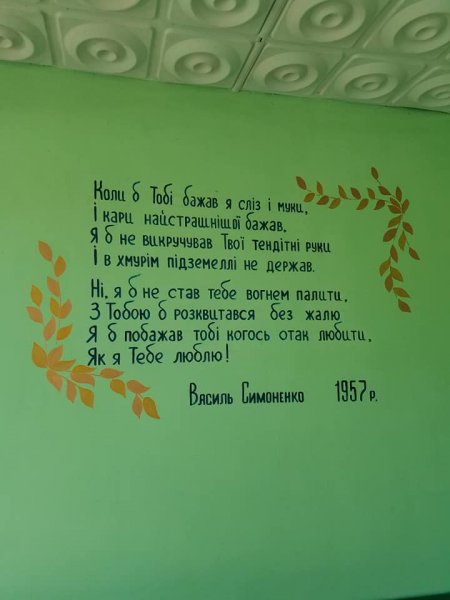 Коли б Тобі бажав я сліз і муки,
І кари найстрашнішої бажав,
Я б не викручував Твої тендітні руки
І в хмурім підземеллі не держав.
Ні, я б не став тебе вогнем палити,
З Тобою б розквитався без жалю
Я б побажав тобі когось отак любити,
Як я Тебе люблю!
Василь Симоненко 1957 р.